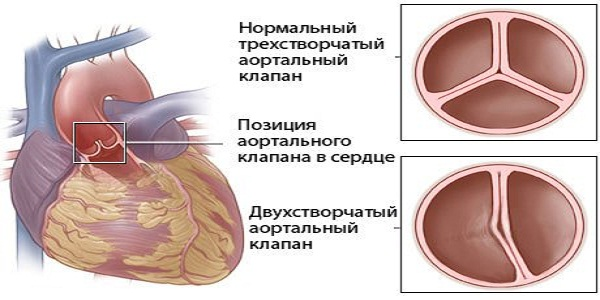 Нормальный
трехстворчатый
аортальный
клапан
Позиция
аортального
клапана в сердце
Двухстворчатый
аортальный
клапан